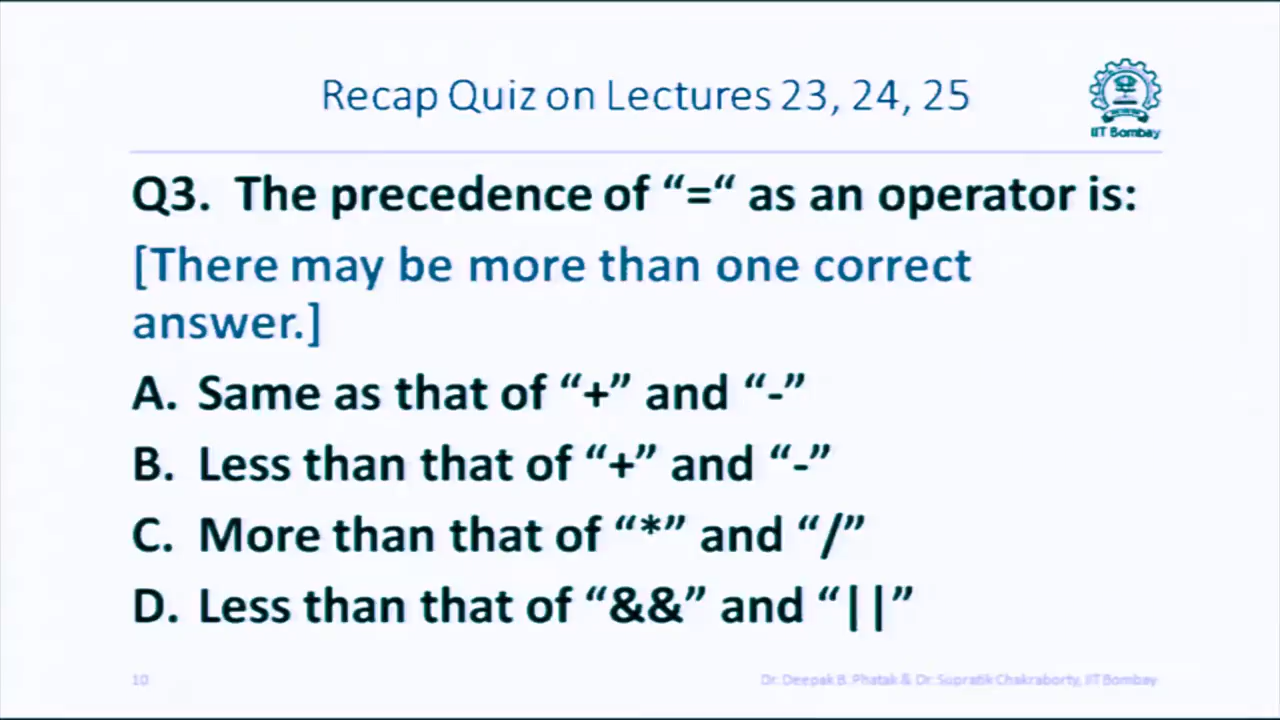 Recap Quiz on Lectures 23, 24, 25
IIT Bombay
Q3. The precedence of “=“ as an operator is:
[There may be more than one correct
answer.]
A. Same as that of “+” and “-”
B. Less than that of “+” and “-”
C. More than that of “*” and “/”
D. Less than that of “&&” and “||”
10
Dr. Deepak B. Phatak & Dr. Supratik Chakraborty, IIT Bombay